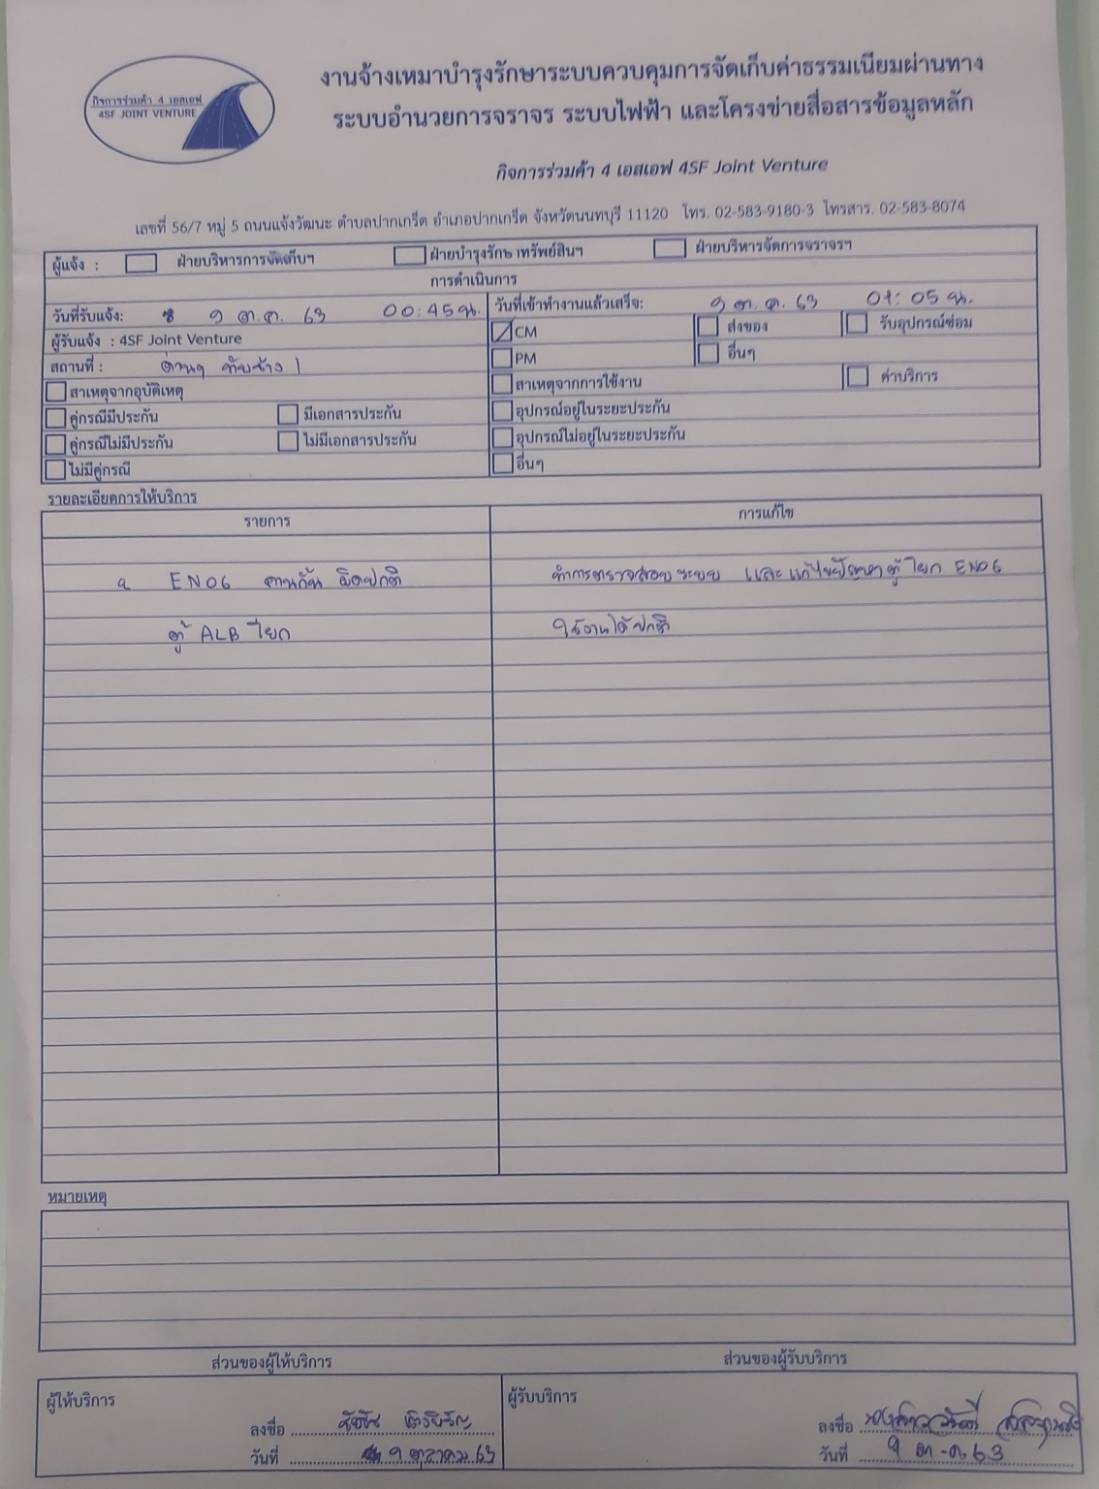 กิจการร่วมค้า 4 เอสเอฟ
4SF JOINT VENTURE
งานจ้างเหมาบำรุงรักษาระบบควบคุมการจัดเก็บค่าธรรมเนียมผ่านทาง
ระบบอำนวยการจราจร ระบบไฟฟ้า และโครงข่ายสื่อสารข้อมูลหลัก
กิจการร่วมค้า 4 เอสเอฟ 4SF Joint Venture
เลขที่ 56/7 หมู่ 5 ถนนแจ้งวัฒนะ ตำบลปากเกร็ด อำเภอปากเกร็ด จังหวัดนนทบุรี 11120 โทร. 02-583-9180-3 โทรสาร. 02-583-8074
ผู้แจ้ง : ฝ่ายบริหารการจัดเก็บฯ ฝ่ายบำรุงรักษาทรัพย์สินฯ ฝ่ายบริหารจัดการจราจรฯ
การดำเนินการ
วันที่รับแจ้ง: 9 ต.ค. 63 00:45 น. วันที่เข้าทำงานแล้วเสร็จ: 9 ต.ค. 63 01:05 น.
ผู้รับแจ้ง : 4SF Joint Venture CM ส่งของ รับอุปกรณ์ซ่อม
สถานที่ : ด่านฯ ทับช้าง 1 PM อื่นๆ
สาเหตุจากอุบัติเหตุ สาเหตุจากการใช้งาน ค่าบริการ
คู่กรณีมีประกัน มีเอกสารประกัน อุปกรณ์อยู่ในระยะประกัน
คู่กรณีไม่มีประกัน ไม่มีเอกสารประกัน อุปกรณ์ไม่อยู่ในระยะประกัน
ไม่มีคู่กรณี อื่นๆ
รายละเอียดการให้บริการ
รายการ การแก้ไข
EN06 คานกั้น ผิดปกติ ทำการตรวจสอบระบบ และแก้ไขปัญหาตู้ โยก EN06
ตู้ ALB โยก ใช้งานได้ปกติ
หมายเหตุ
ส่วนของผู้ให้บริการ ส่วนของผู้รับบริการ
ผู้ให้บริการ ผู้รับบริการ
ลงชื่อ ลงชื่อ
วันที่ 9 ตุลาคม 63 วันที่ 9 ต.ค. 63